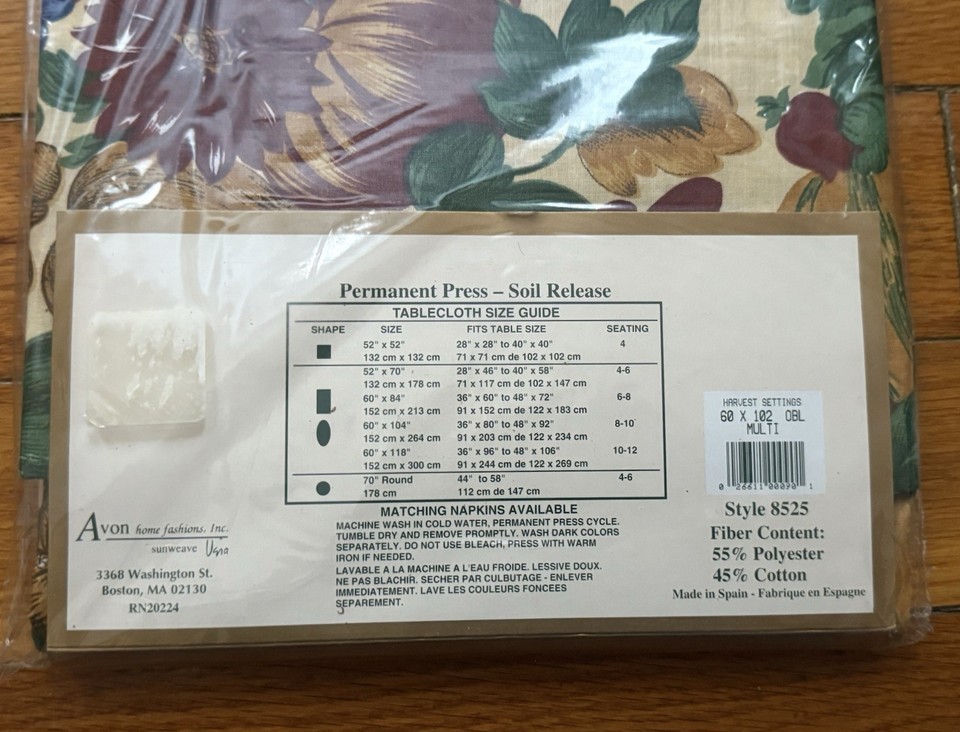 Permanent Press – Soil Release
TABLECLOTH SIZE GUIDE
SHAPE SIZE FITS TABLE SIZE SEATING
52" x 52" 28" x 28" to 40" x 40" 4
132 cm x 132 cm 71 x 71 cm de 102 x 102 cm
52" x 70" 28" x 46" to 40" x 58" 4-6
132 cm x 178 cm 71 x 117 cm de 102 x 147 cm
60" x 84" 36" x 60" to 48" x 72" 6-8
152 cm x 213 cm 91 x 152 cm de 122 x 183 cm
60" x 104" 36" x 80" to 48" x 92" 8-10
152 cm x 264 cm 91 x 203 cm de 122 x 234 cm
60" x 118" 36" x 96" to 48" x 106" 10-12
152 cm x 300 cm 91 x 244 cm de 122 x 269 cm
70" Round 44" to 58" 4-6
178 cm 112 cm de 147 cm
MATCHING NAPKINS AVAILABLE
MACHINE WASH IN COLD WATER, PERMANENT PRESS CYCLE.
TUMBLE DRY AND REMOVE PROMPTLY. WASH DARK COLORS
SEPARATELY. DO NOT USE BLEACH, PRESS WITH WARM
IRON IF NEEDED.
LAVABLE A LA MACHINE A L'EAU FROIDE. LESSIVE DOUX.
NE PAS BLACHIR. SECHER PAR CULBUTAGE - ENLEVER
IMMEDIATEMENT. LAVE LES COULEURS FONCEES
SEPAREMENT.
Avon home fashions, Inc.
sunweave
3368 Washington St.
Boston, MA 02130
RN20224
HARVEST SETTINGS
60 X 102 OBL
MULTI
0 26611 00090 1
Style 8525
Fiber Content:
55% Polyester
45% Cotton
Made in Spain - Fabrique en Espagne